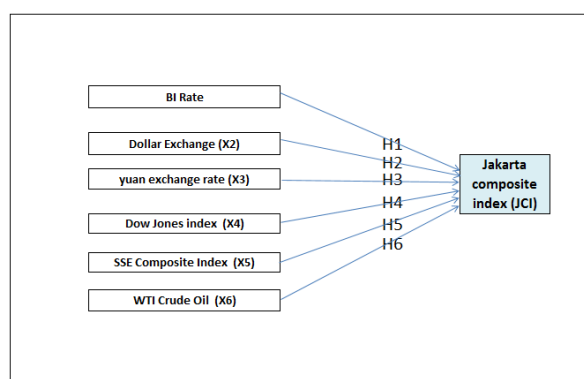 BI Rate
Dollar Exchange (X2)
yuan exchange rate (X3)
Dow Jones index  (X4)
SSE Composite Index  (X5)
WTI Crude Oil  (X6)
H1
H2
H3
H4
H5
H6
Jakarta
composite
index (JCI)